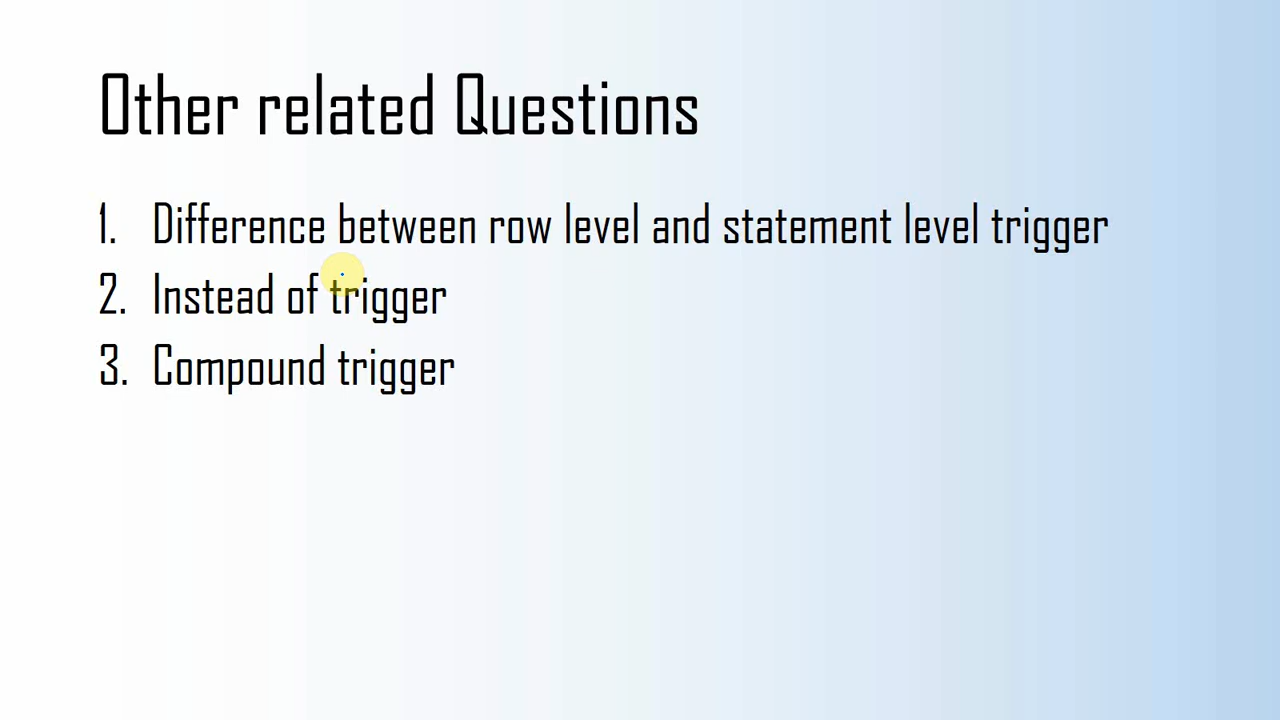 Other related Questions
1. Difference between row level and statement level trigger
2. Instead of trigger
3. Compound trigger